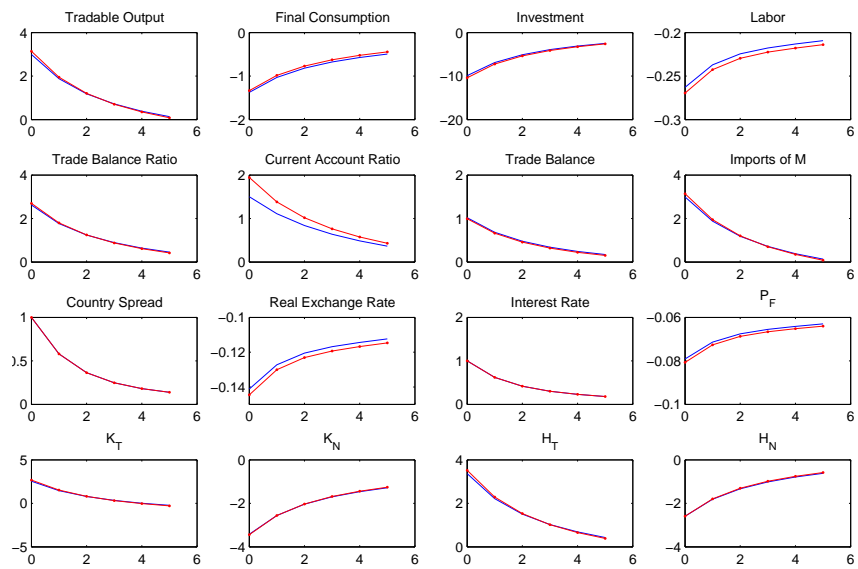 Tradable Output
Final Consumption
Investment
Labor
4
2
0
0 2 4 6
0
−1
−2
0 2 4 6
0
−10
−20
0 2 4 6
−0.2
−0.25
−0.3
0 2 4 6
Trade Balance Ratio
Current Account Ratio
Trade Balance
Imports of M
4
2
0
0 2 4 6
2
1
0
0 2 4 6
2
1
0
0 2 4 6
4
2
0
0 2 4 6
Country Spread
Real Exchange Rate
Interest Rate
P_F
1
0.5
0
0 2 4 6
−0.1
−0.12
−0.14
0 2 4 6
2
1
0
0 2 4 6
−0.06
−0.08
−0.1
0 2 4 6
K_T
K_N
H_T
H_N
5
0
−5
0 2 4 6
0
−2
−4
0 2 4 6
4
2
0
0 2 4 6
0
−2
−4
0 2 4 6